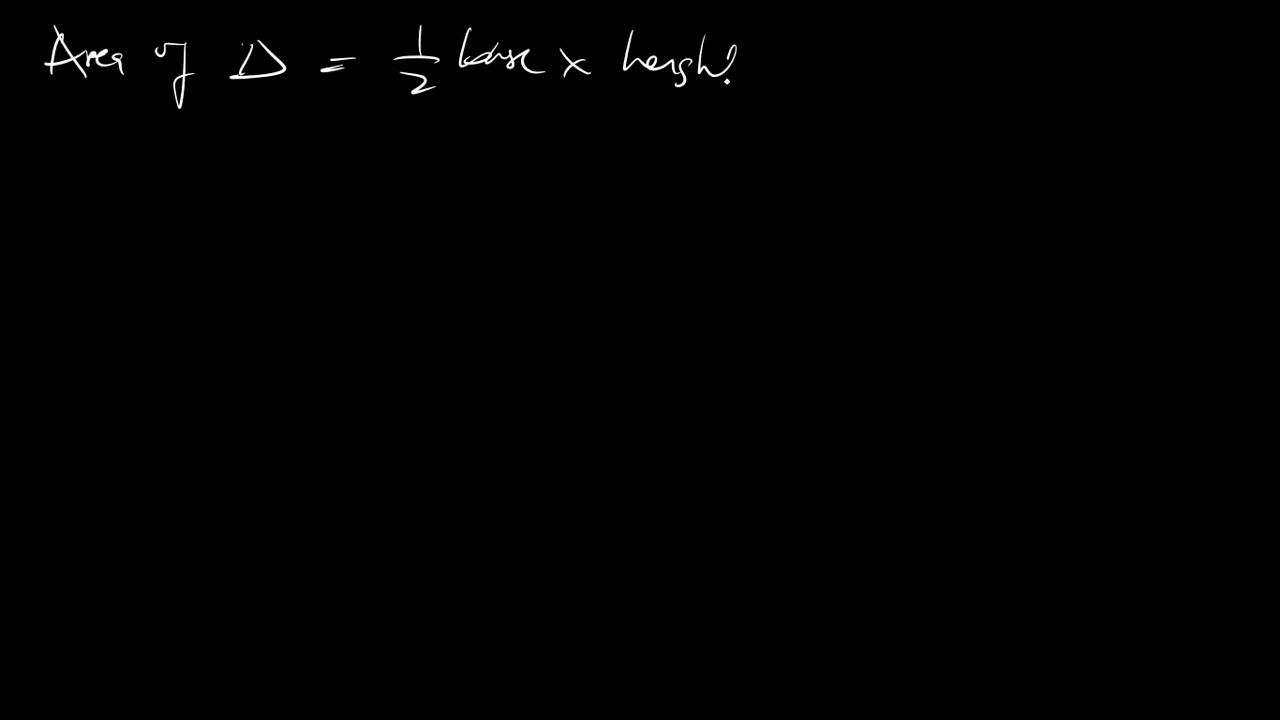 Area of Δ = 1/2 base × height